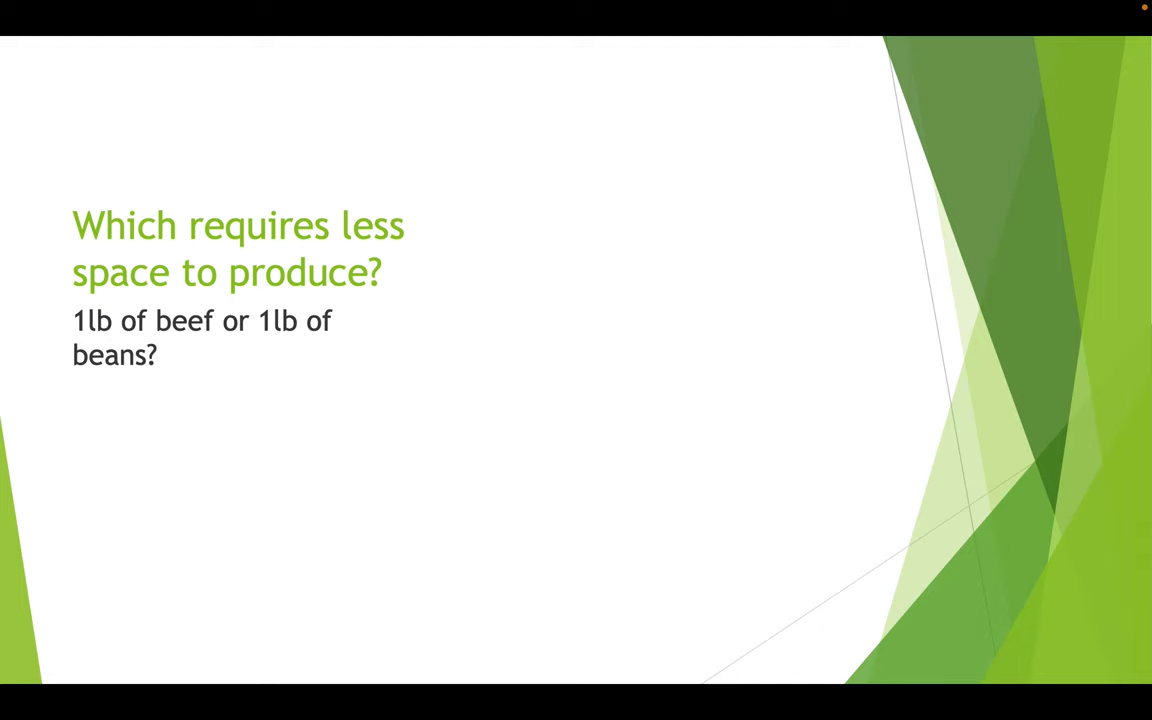 Which requires less
space to produce?
1lb of beef or 1lb of
beans?